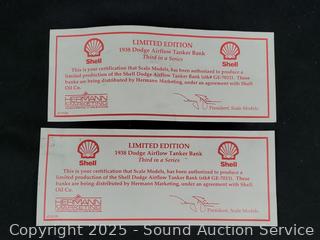 LIMITED EDITION
1938 Dodge Airflow Tanker Bank
Third in a Series
Shell
Shell
This is your certification that Scale Models, has been authorized to produce a
limited production of the Shell Dodge Airflow Tanker Bank (stk# GE-7021). These
banks are being distributed by Hermann Marketing, under an agreement with Shell
Oil Co.
HERMANN
MARKETING
President, Scale Models
LIMITED EDITION
1938 Dodge Airflow Tanker Bank
Third in a Series
Shell
Shell
This is your certification that Scale Models, has been authorized to produce a
limited production of the Shell Dodge Airflow Tanker Bank (stk# GE-7021). These
banks are being distributed by Hermann Marketing, under an agreement with Shell
Oil Co.
HERMANN
MARKETING
President, Scale Models
Copyright 2025 - Sound Auction Service